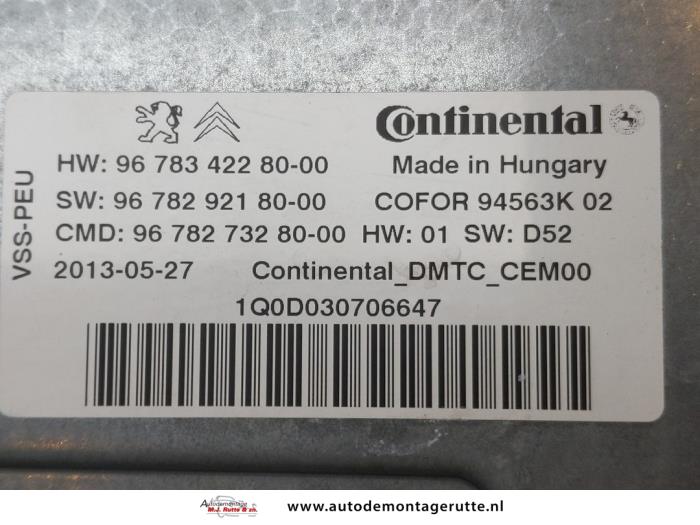 Continental
HW: 96 783 422 80-00 Made in Hungary
SW: 96 782 921 80-00 COFOR 94563K 02
CMD: 96 782 732 80-00 HW: 01 SW: D52
2013-05-27 Continental_DMTC_CEM00
1Q0D030706647
VSS-PEU
Autodemontage
M.J. Rutte & zn.
www.autodemontagerutte.nl